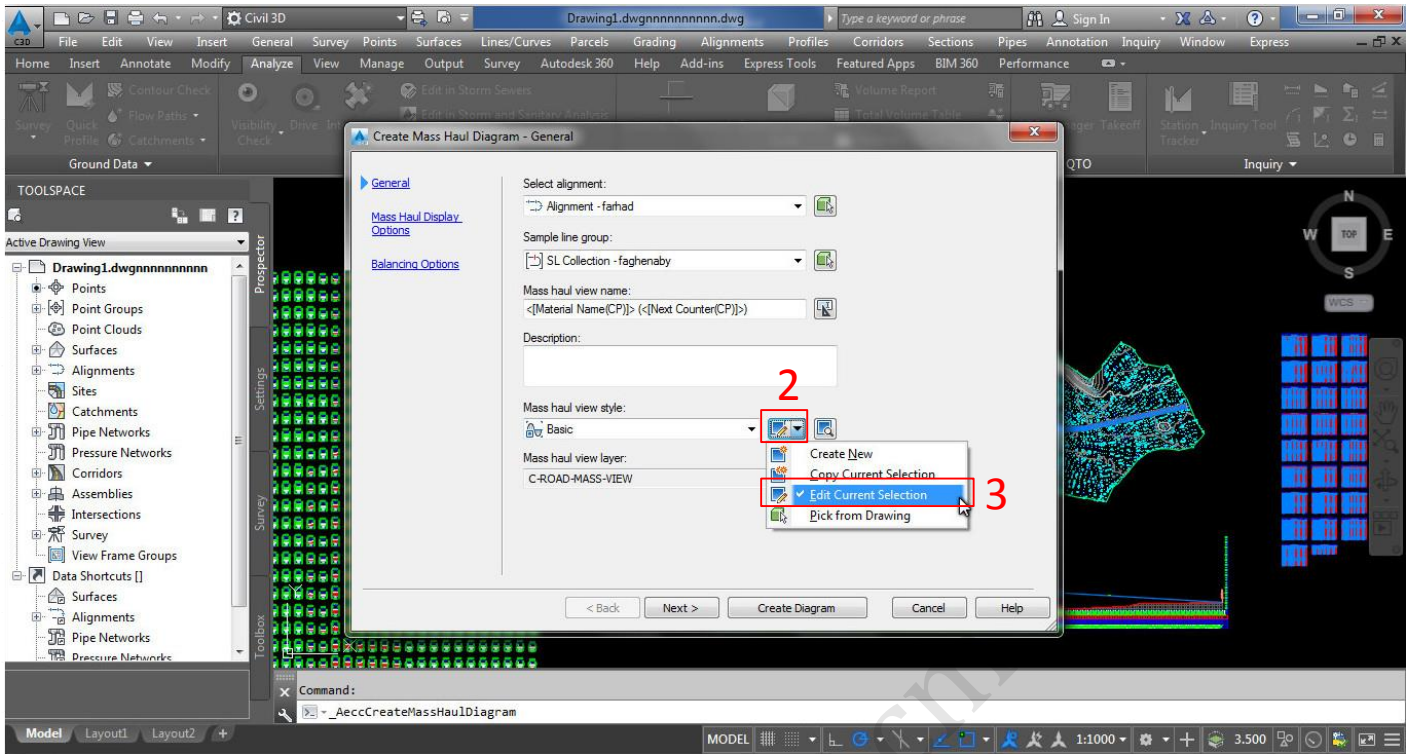 Civil 3D
Drawing1.dwgnnnnnnnnnn.dwg
Type a keyword or phrase
Sign In
C3D
File Edit View Insert General Survey Points Surfaces Lines/Curves Parcels Grading Alignments Profiles Corridors Sections Pipes Annotation Inquiry Window Express
Home Insert Annotate Modify Analyze View Manage Output Survey Autodesk 360 Help Add-ins Express Tools Featured Apps BIM 360 Performance
Contour Check
Edit in Storm Sewers
Volume Report
Flow Paths
Edit in Storm and Sanitary Analysis
Total Volume Table
Survey Quick Profile
Catchments
Visibility Check
Drive
Takeoff
Station Tracker
Inquiry Tool
Ground Data
QTO
Inquiry
Create Mass Haul Diagram - General
General
Mass Haul Display Options
Balancing Options
Select alignment:
Alignment - farhad
Sample line group:
SL Collection - faghenaby
Mass haul view name:
<[Material Name(CP)]> (<[Next Counter(CP)]>)
Description:
2
Mass haul view style:
Basic
Mass haul view layer:
C-ROAD-MASS-VIEW
Create New
Copy Current Selection
Edit Current Selection
3
Pick from Drawing
< Back
Next >
Create Diagram
Cancel
Help
TOOLSPACE
Active Drawing View
Drawing1.dwgnnnnnnnnnn
Points
Point Groups
Point Clouds
Surfaces
Alignments
Sites
Catchments
Pipe Networks
Pressure Networks
Corridors
Assemblies
Intersections
Survey
View Frame Groups
Data Shortcuts []
Surfaces
Alignments
Pipe Networks
Pressure Networks
Prospector
Settings
Survey
Toolbox
N
W TOP E
S
WCS
Y
X
Command:
_AeccCreateMassHaulDiagram
Model Layout1 Layout2 +
MODEL
1:1000
3.500